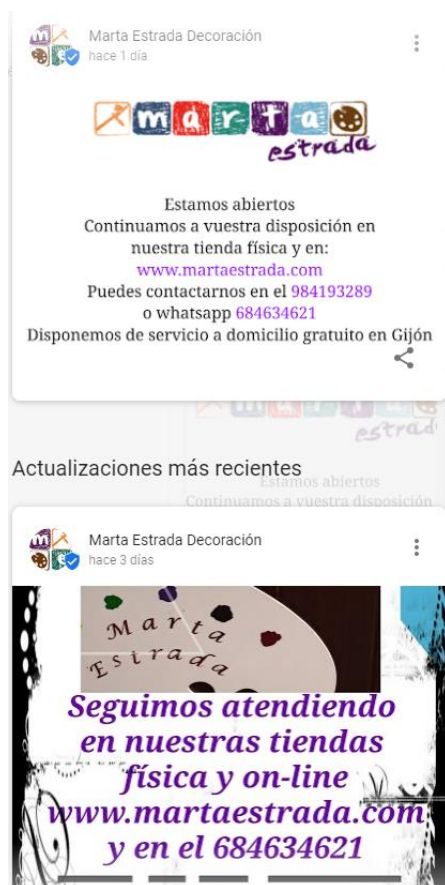 Marta Estrada Decoración
hace 1 día
marta
estrada
Estamos abiertos
Continuamos a vuestra disposición en
nuestra tienda física y en:
www.martaestrada.com
Puedes contactarnos en el 984193289
o whatsapp 684634621
Disponemos de servicio a domicilio gratuito en Gijón
estrad
Estamos abiertos
Continuamos a vuestra disposición
Actualizaciones más recientes
Marta Estrada Decoración
hace 3 días
Marta
Estrada
Seguimos atendiendo
en nuestras tiendas
física y on-line
www.martaestrada.com
y en el 684634621